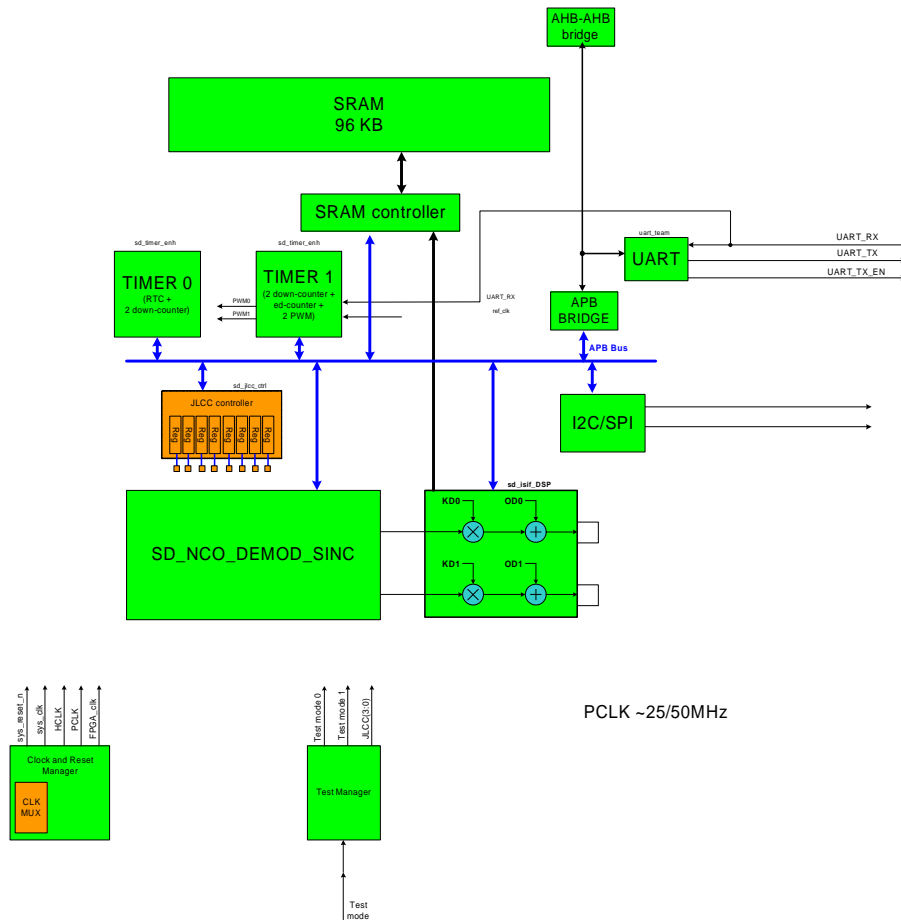 AHB-AHB
bridge
SRAM
96 KB
SRAM controller
sd_timer_enh
TIMER 0
(RTC +
2 down-counter)
sd_timer_enh
TIMER 1
(2 down-counter +
ed-counter +
2 PWM)
PWM0
PWM1
UART_RX
ref_clk
uart_team
UART
UART_RX
UART_TX
UART_TX_EN
APB
BRIDGE
APB Bus
sd_jlcc_ctrl
JLCC controller
Reg
Reg
Reg
Reg
Reg
Reg
Reg
Reg
I2C/SPI
SD_NCO_DEMOD_SINC
sd_isif_DSP
KD0
OD0
KD1
OD1
sys_reset_n
sys_clk
HCLK
PCLK
FPGA_clk
Clock and Reset
Manager
CLK
MUX
Test mode 0
Test mode 1
JLCC(3:0)
Test Manager
Test
mode
PCLK ~25/50MHz